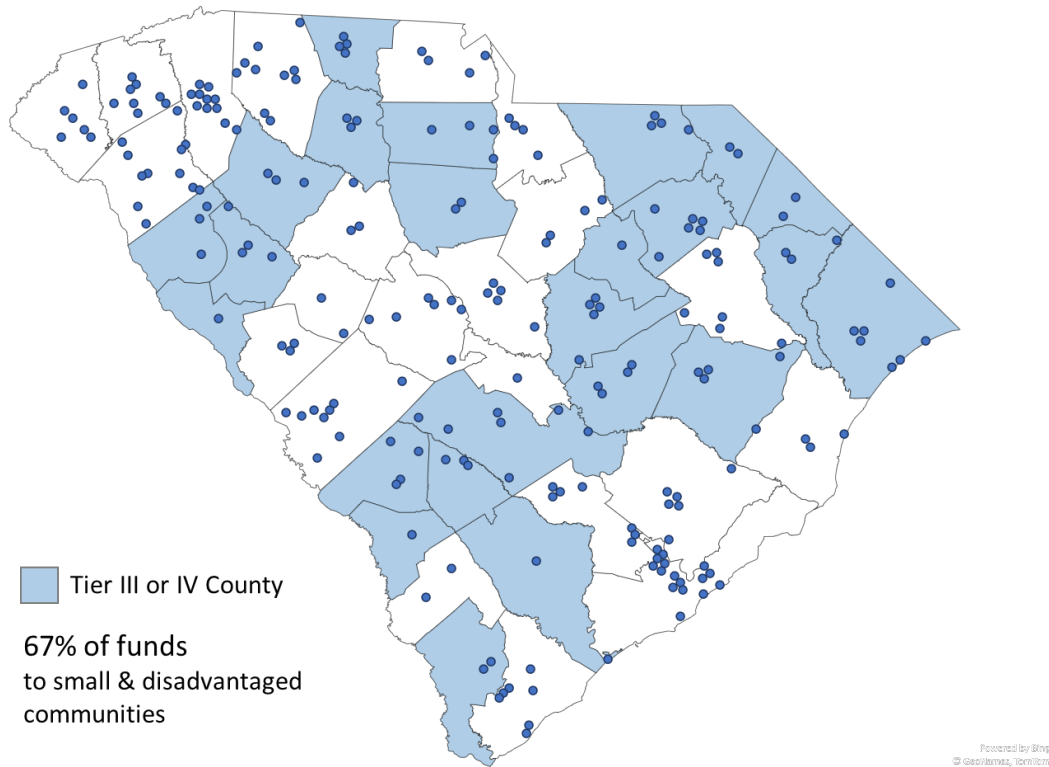 Tier III or IV County
67% of funds
to small & disadvantaged
communities
Powered by Bing
© GeoNames, TomTom